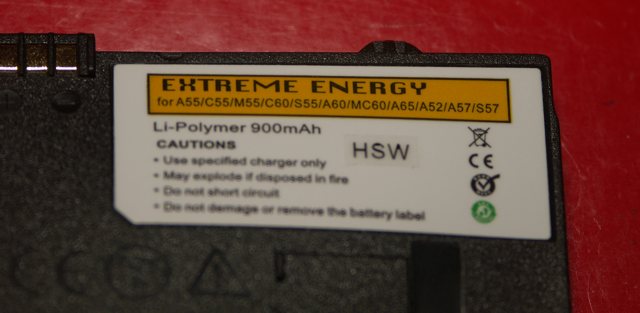 EXTREME ENERGY
for A55/C55/M55/C60/S55/A60/MC60/A65/A52/A57/S57
Li-Polymer 900mAh
HSW
CAUTIONS
• Use specified charger only
• May explode if disposed in fire
• Do not short circuit
• Do not damage or remove the battery label
CE